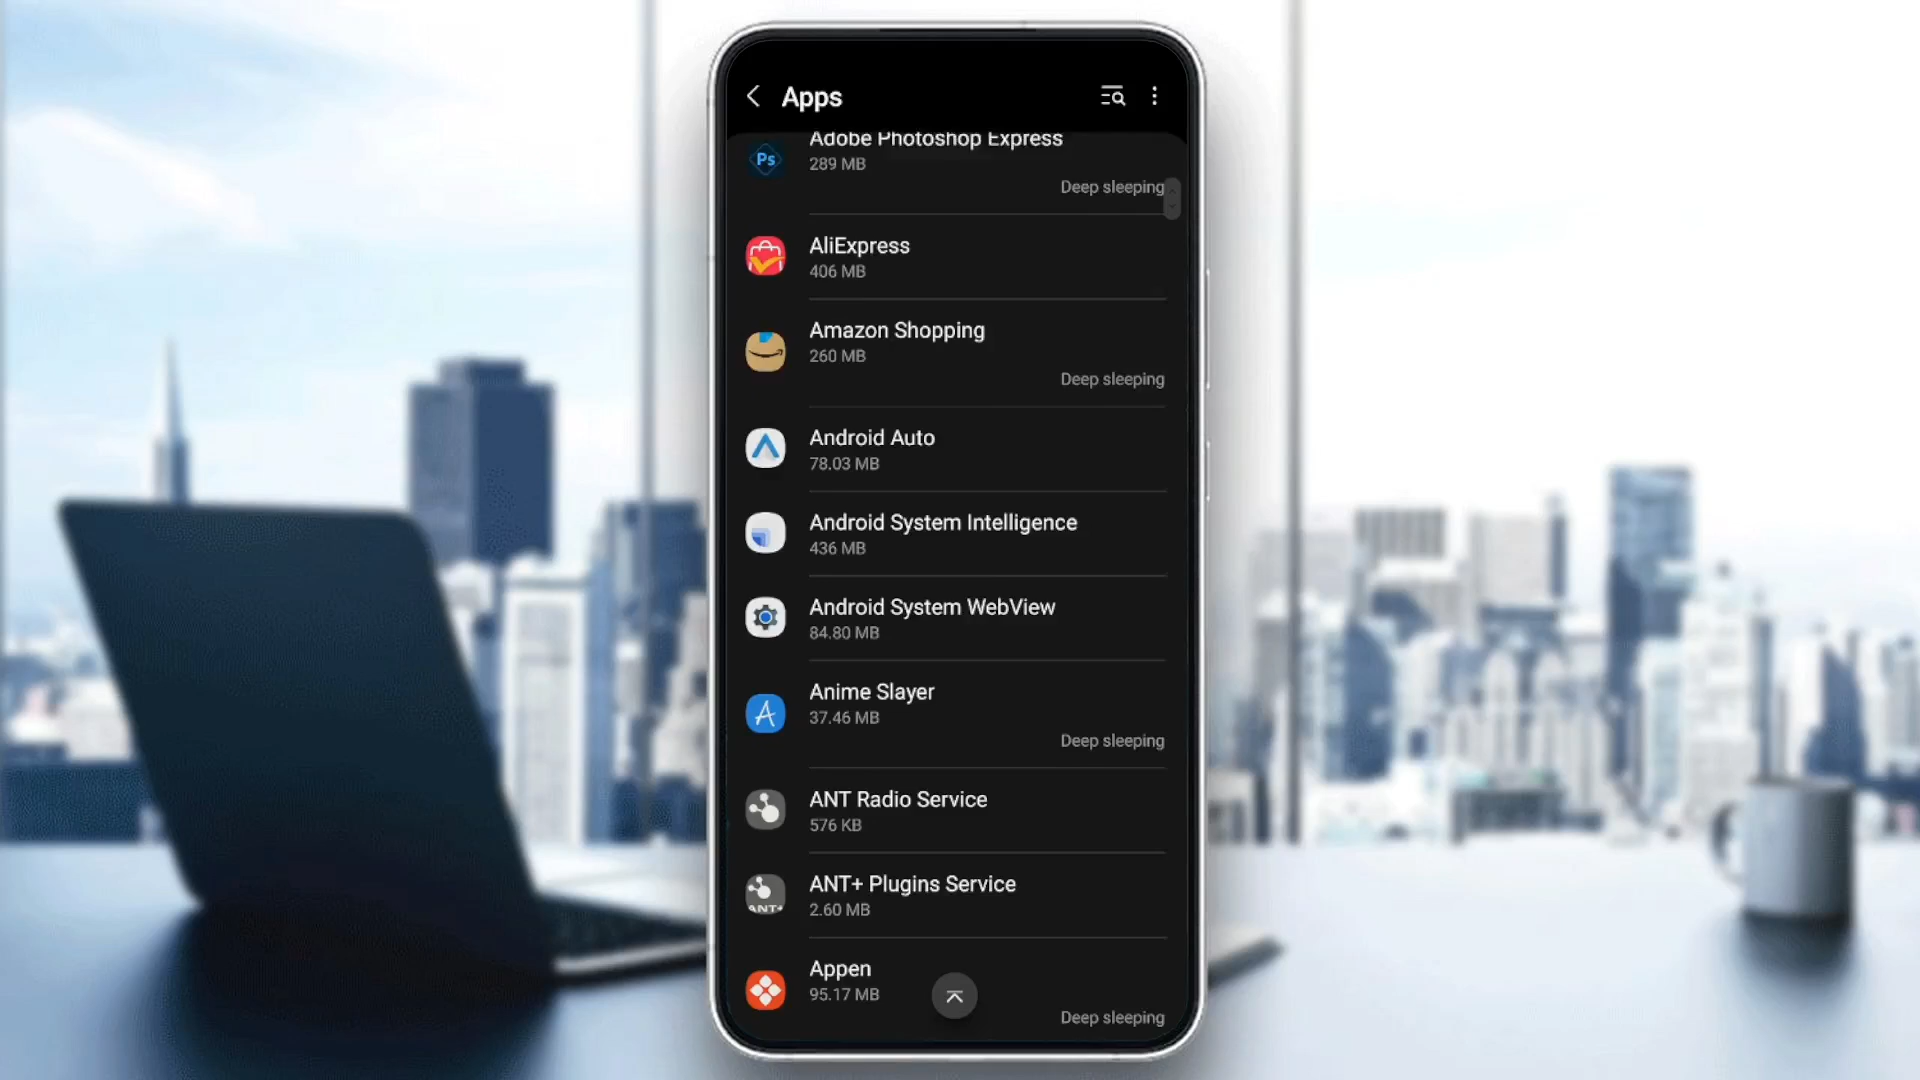 Apps
Adobe Photoshop Express
289 MB
Deep sleeping
AliExpress
406 MB
Amazon Shopping
260 MB
Deep sleeping
Android Auto
78.03 MB
Android System Intelligence
436 MB
Android System WebView
84.80 MB
Anime Slayer
37.46 MB
Deep sleeping
ANT Radio Service
576 KB
ANT+ Plugins Service
2.60 MB
Appen
95.17 MB
Deep sleeping
Ps
ANT+